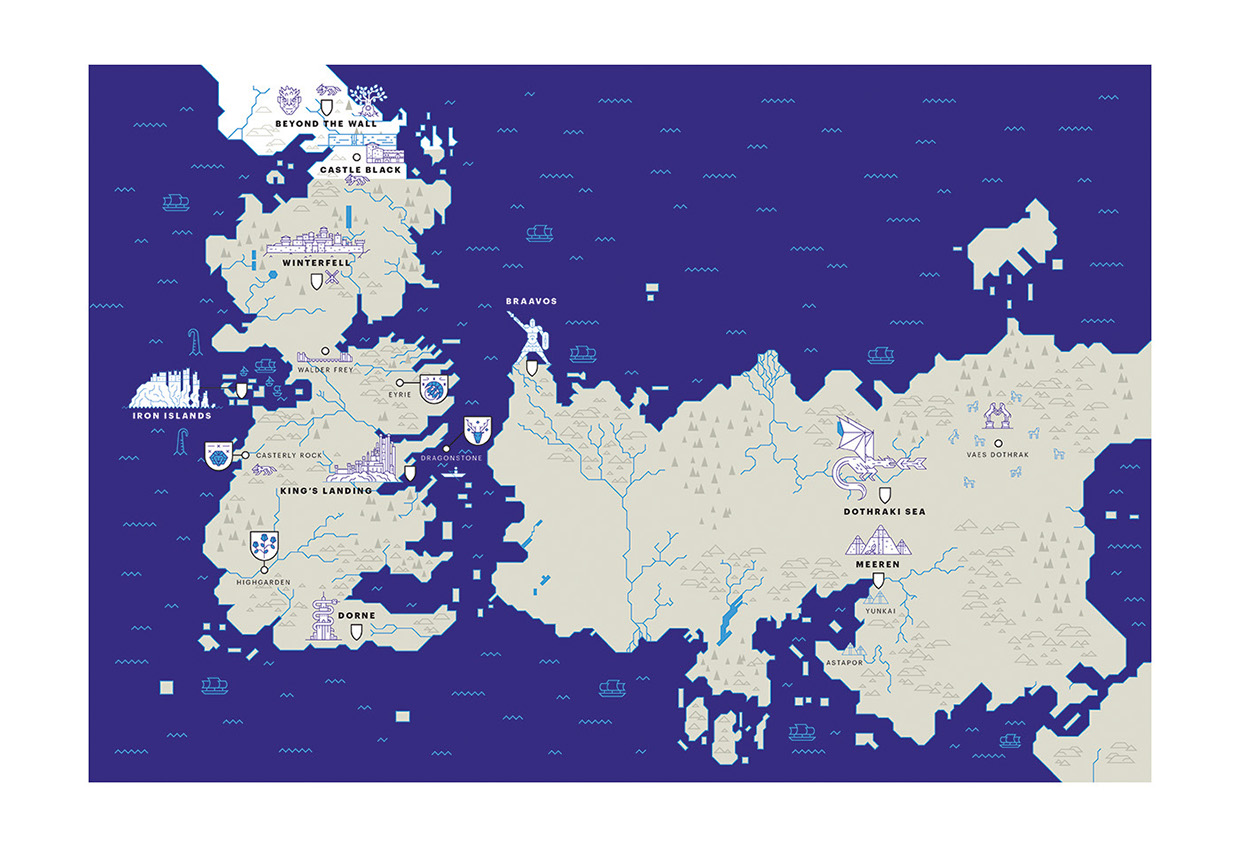 BEYOND THE WALL
CASTLE BLACK
WINTERFELL
BRAAVOS
WALDER FREY
EYRIE
IRON ISLANDS
CASTERLY ROCK
DRAGONSTONE
VAES DOTHRAK
KING'S LANDING
DOTHRAKI SEA
MEEREN
HIGHGARDEN
YUNKAI
DORNE
ASTAPOR